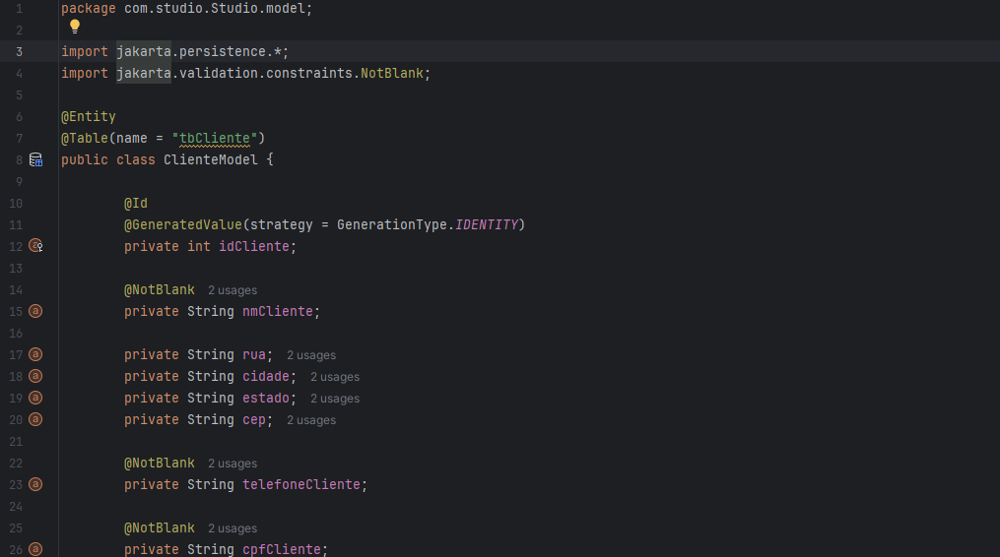 1 package com.studio.Studio.model;
2
3 import jakarta.persistence.*;
4 import jakarta.validation.constraints.NotBlank;
5
6 @Entity
7 @Table(name = "tbCliente")
8 public class ClienteModel {
9
10 @Id
11 @GeneratedValue(strategy = GenerationType.IDENTITY)
12 private int idCliente;
13
14 @NotBlank 2 usages
15 private String nmCliente;
16
17 private String rua; 2 usages
18 private String cidade; 2 usages
19 private String estado; 2 usages
20 private String cep; 2 usages
21
22 @NotBlank 2 usages
23 private String telefoneCliente;
24
25 @NotBlank 2 usages
26 private String cpfCliente;